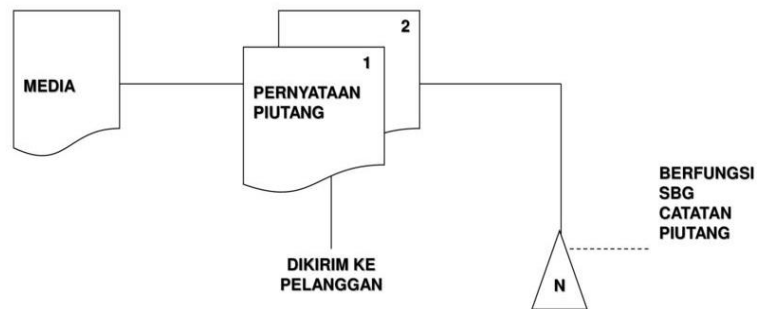 MEDIA
1
2
PERNYATAAN
PIUTANG
DIKIRIM KE
PELANGGAN
BERFUNGSI
SBG
CATATAN
PIUTANG
N